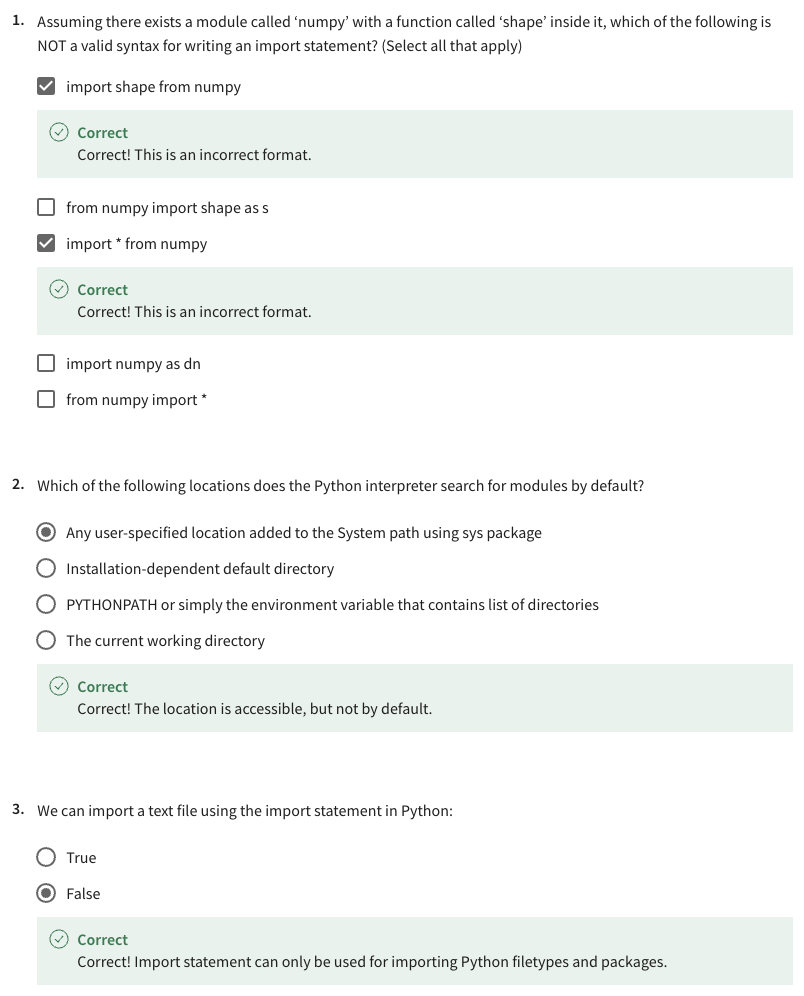 1. Assuming there exists a module called ‘numpy’ with a function called ‘shape’ inside it, which of the following is
NOT a valid syntax for writing an import statement? (Select all that apply)
import shape from numpy
Correct
Correct! This is an incorrect format.
from numpy import shape as s
import * from numpy
Correct
Correct! This is an incorrect format.
import numpy as dn
from numpy import *
2. Which of the following locations does the Python interpreter search for modules by default?
Any user-specified location added to the System path using sys package
Installation-dependent default directory
PYTHONPATH or simply the environment variable that contains list of directories
The current working directory
Correct
Correct! The location is accessible, but not by default.
3. We can import a text file using the import statement in Python:
True
False
Correct
Correct! Import statement can only be used for importing Python filetypes and packages.